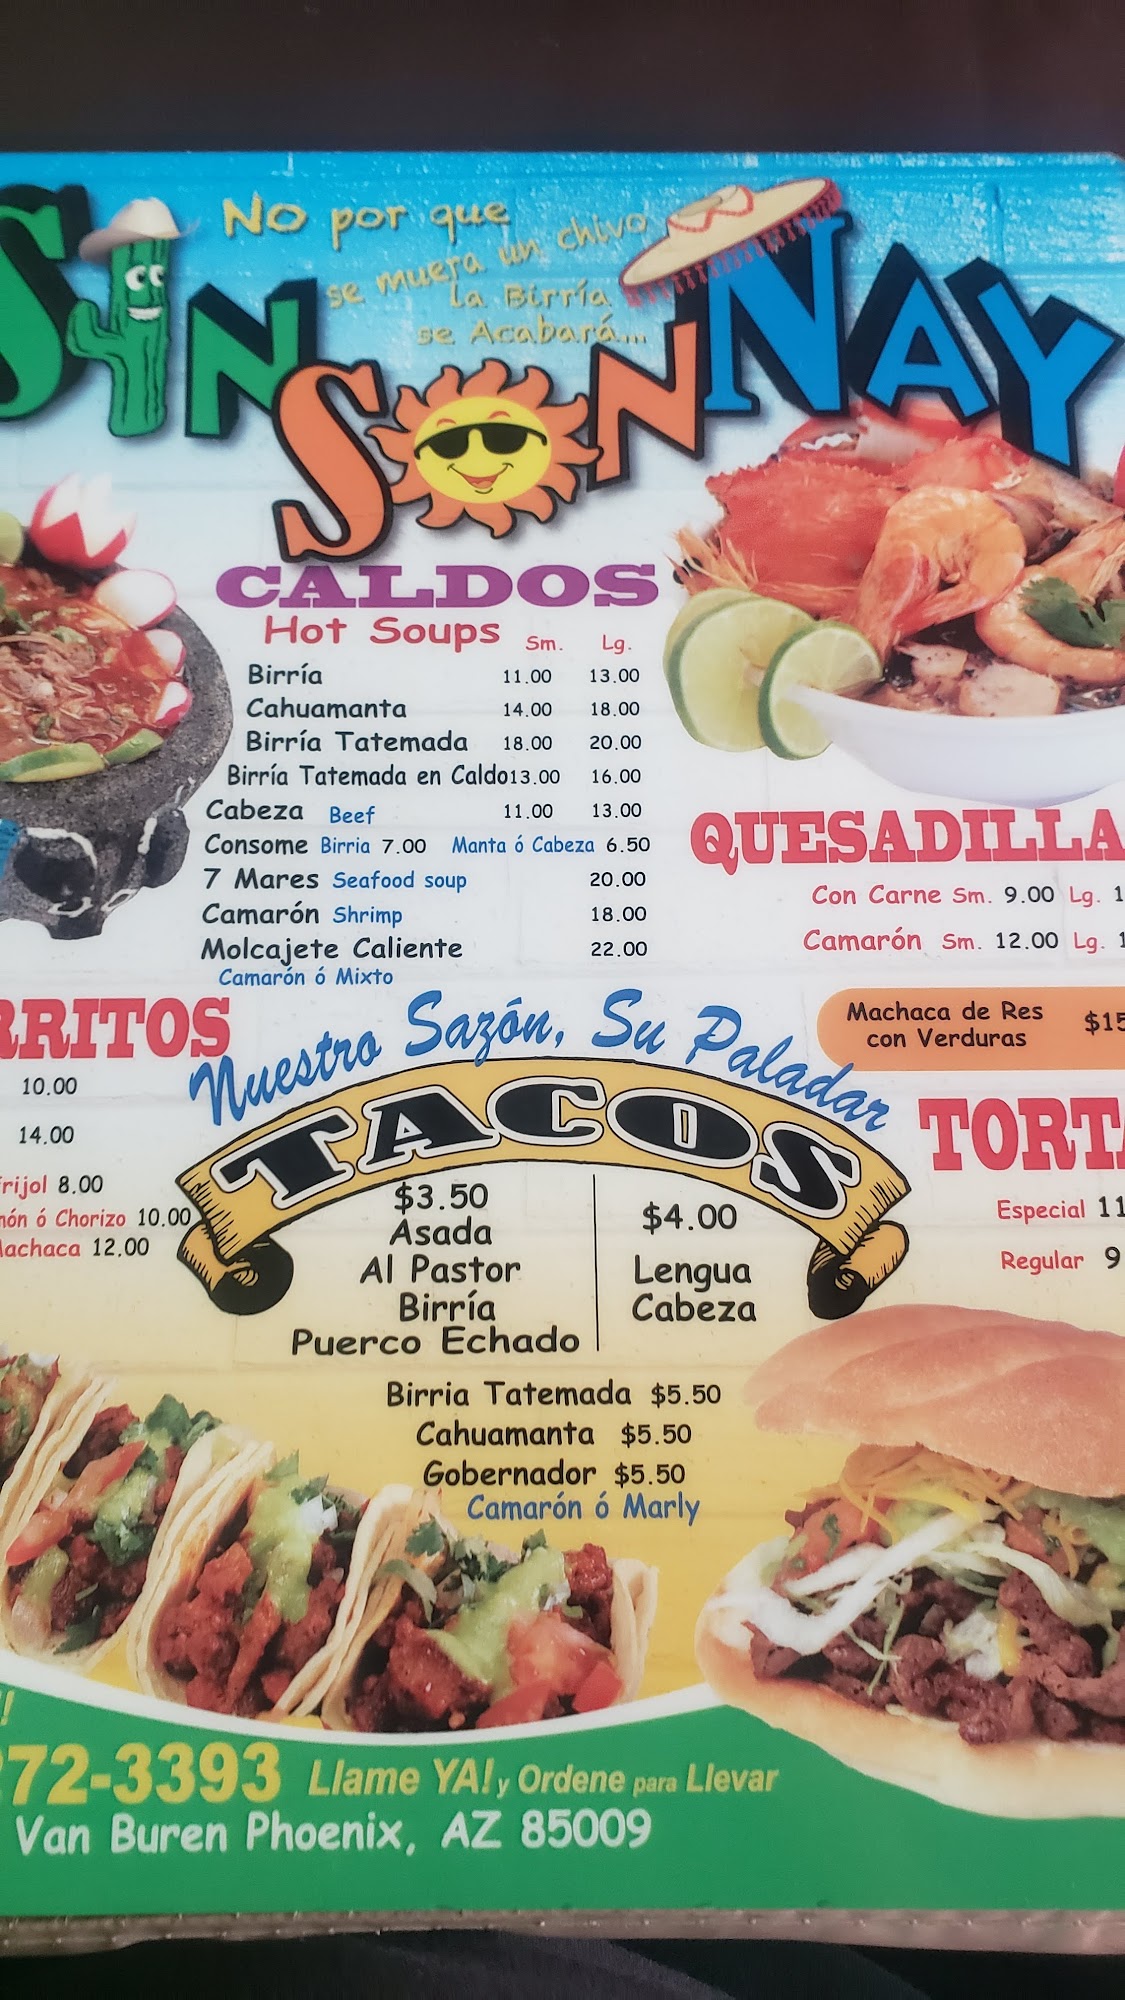 No por que
se muera un chivo
la Birría
se Acabará...
SIN SON NAY
CALDOS
Hot Soups Sm. Lg.
Birría 11.00 13.00
Cahuamanta 14.00 18.00
Birría Tatemada 18.00 20.00
Birría Tatemada en Caldo 13.00 16.00
Cabeza Beef 11.00 13.00
Consome Birria 7.00 Manta ó Cabeza 6.50
7 Mares Seafood soup 20.00
Camarón Shrimp 18.00
Molcajete Caliente 22.00
Camarón ó Mixto
QUESADILLA
Con Carne Sm. 9.00 Lg. 1
Camarón Sm. 12.00 Lg. 1
Machaca de Res
con Verduras $15
RRITOS
10.00
14.00
rijol 8.00
món ó Chorizo 10.00
Machaca 12.00
Nuestro Sazón, Su Paladar
TACOS
$3.50
Asada
Al Pastor
Birría
Puerco Echado
$4.00
Lengua
Cabeza
Birria Tatemada $5.50
Cahuamanta $5.50
Gobernador $5.50
Camarón ó Marly
TORTA
Especial 11
Regular 9
!
272-3393 Llame YA! y Ordene para Llevar
Van Buren Phoenix, AZ 85009